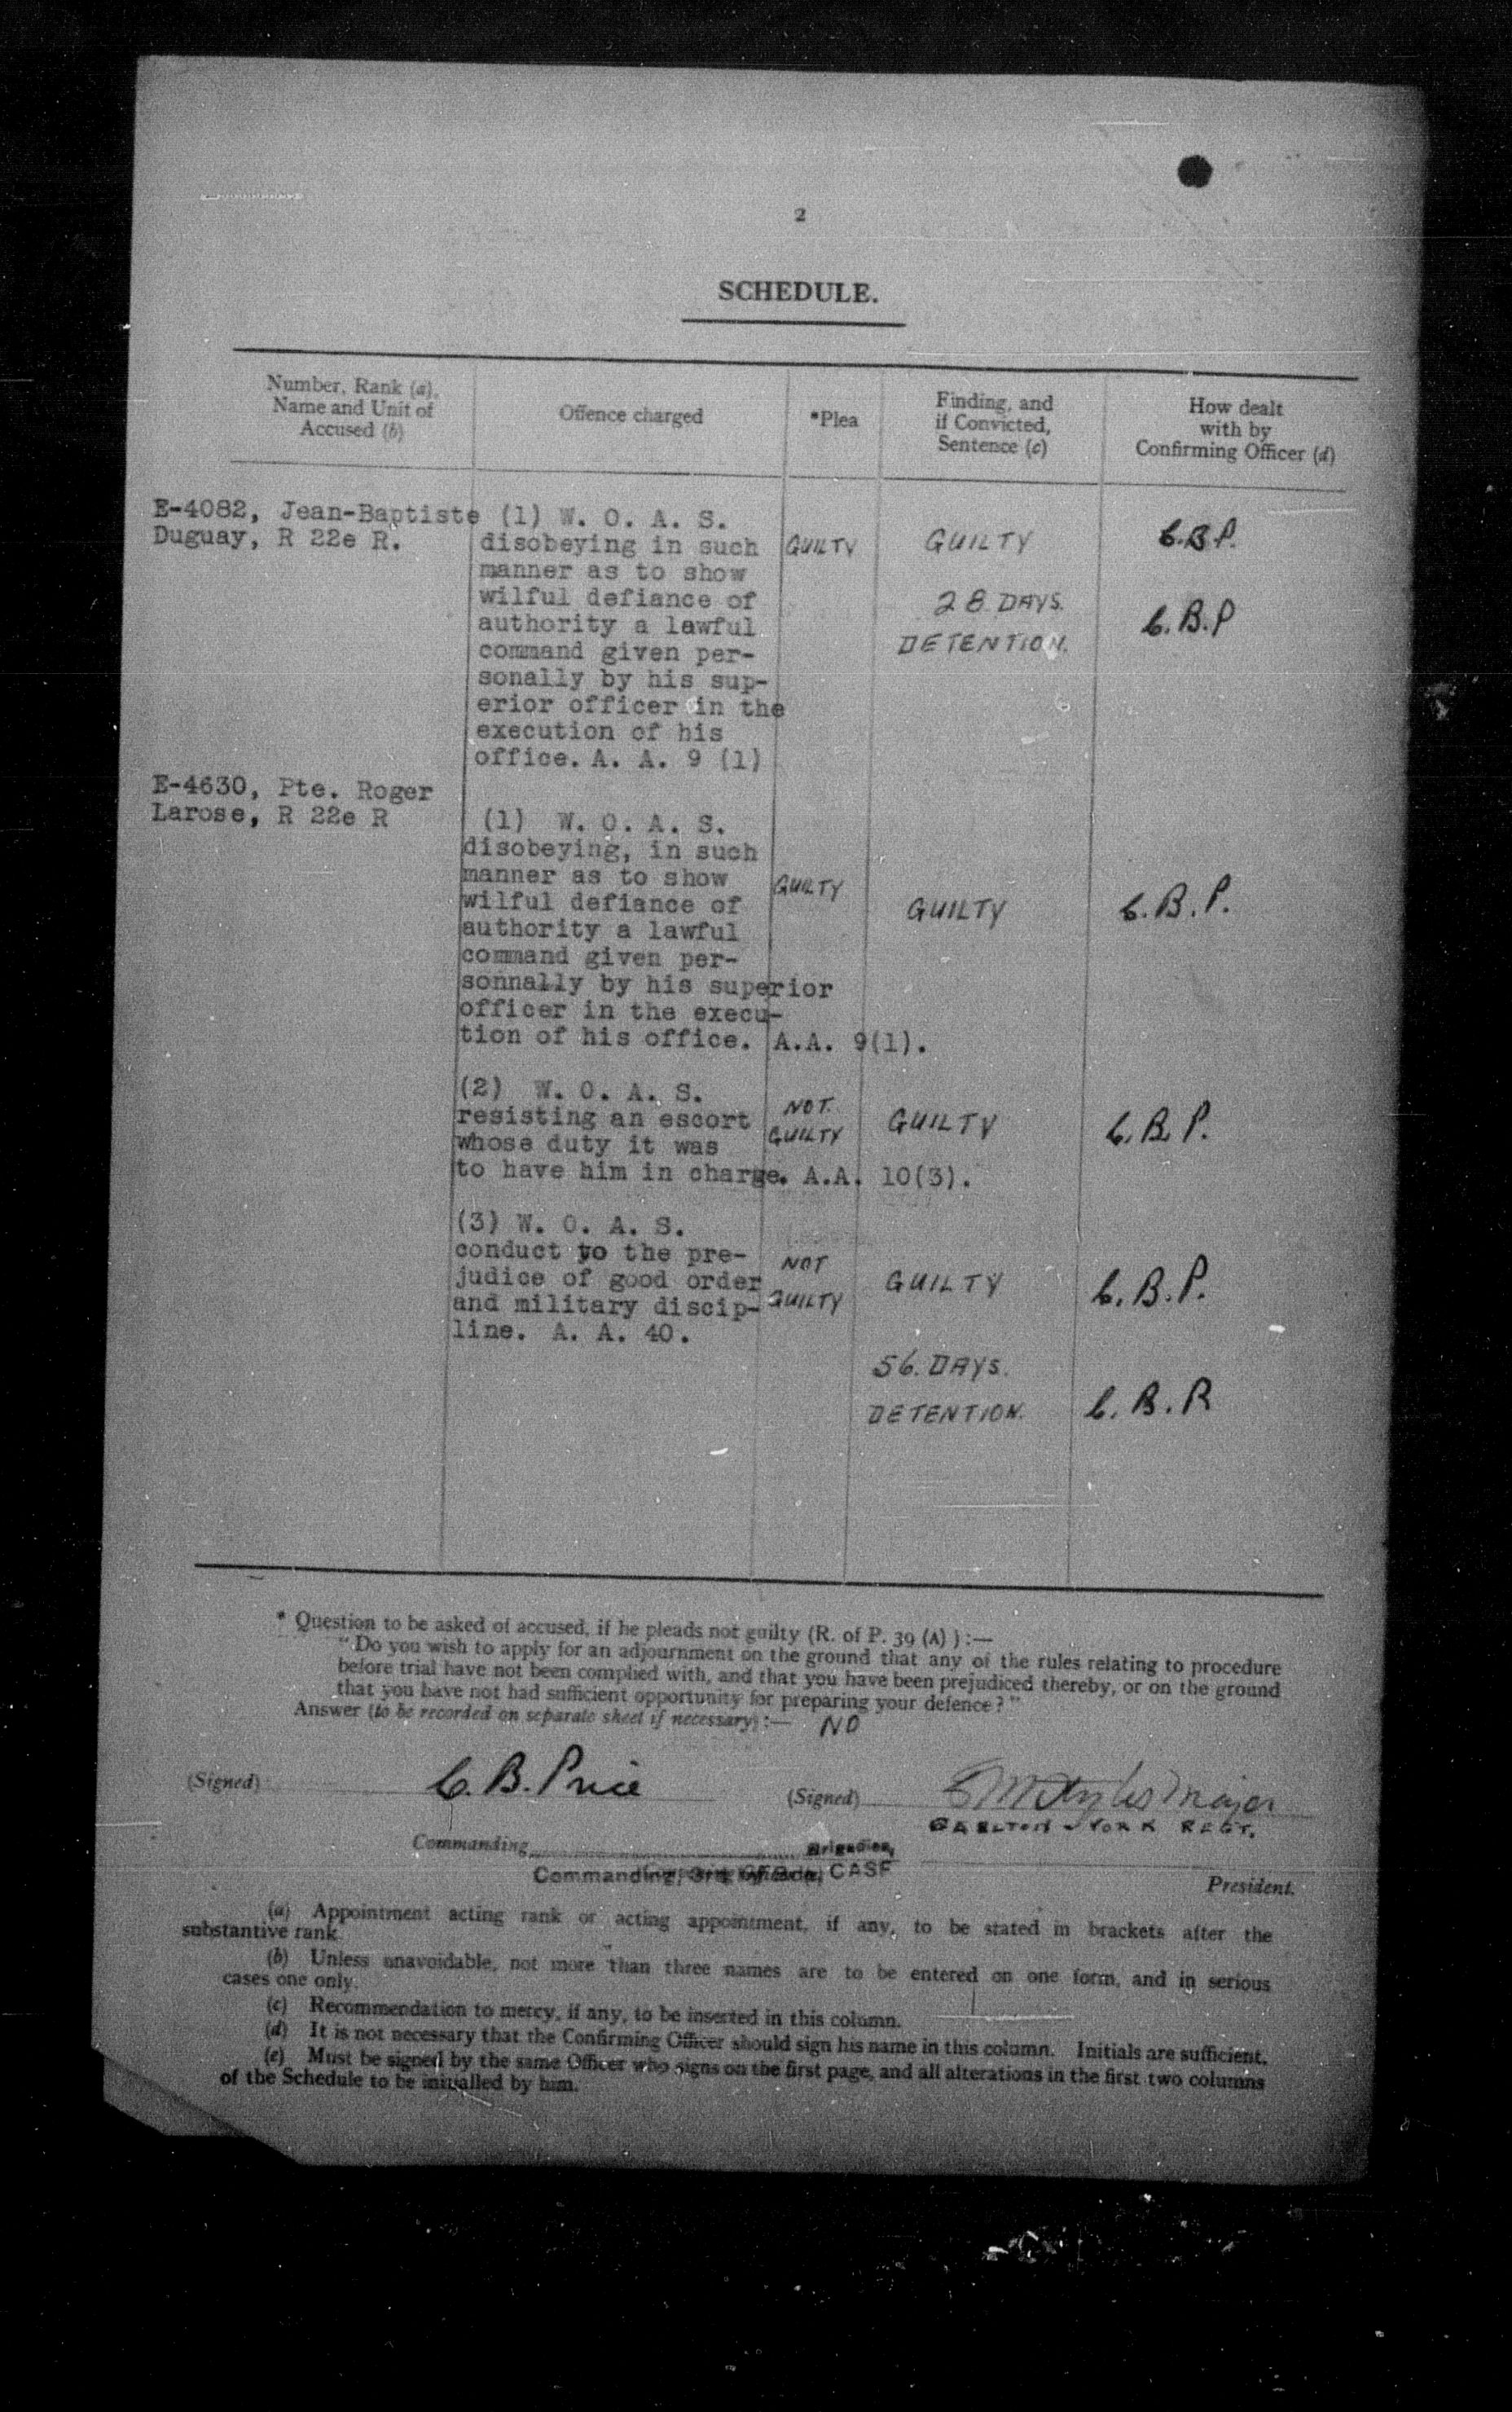 2
SCHEDULE.
Number, Rank (a),
Name and Unit of
Accused (b)
Offence charged
*Plea
Finding, and
if Convicted,
Sentence (c)
How dealt
with by
Confirming Officer (d)
E-4082, Jean-Baptiste
Duguay, R 22e R.
(1) W. O. A. S.
disobeying in such
manner as to show
wilful defiance of
authority a lawful
command given per-
sonally by his sup-
erior officer in the
execution of his
office. A. A. 9 (1)
GUILTY
GUILTY
28 DAYS.
DETENTION.
C.B.P.
C.B.P
E-4630, Pte. Roger
Larose, R 22e R
(1) W. O. A. S.
disobeying, in such
manner as to show
wilful defiance of
authority a lawful
command given per-
sonnally by his superior
officer in the execu-
tion of his office. A.A. 9(1).
GUILTY
GUILTY
C.B.P.
(2) W. O. A. S.
resisting an escort
whose duty it was
to have him in charge. A.A. 10(3).
NOT.
GUILTY
GUILTY
C.B.P.
(3) W. O. A. S.
conduct to the pre-
judice of good order
and military discip-
line. A. A. 40.
NOT
GUILTY
GUILTY
C.B.P.
56. DAYS.
DETENTION.
C.B.P
* Question to be asked of accused, if he pleads not guilty (R. of P. 39 (A) ) :—
"Do you wish to apply for an adjournment on the ground that any of the rules relating to procedure
before trial have not been complied with, and that you have been prejudiced thereby, or on the ground
that you have not had sufficient opportunity for preparing your defence?"
Answer (to be recorded on separate sheet if necessary) :— NO
(Signed) C. B. Price
(Signed) Major
CARLTON - YORK REGT.
Commanding Brigadier,
Commanding, CASF
President.
(a) Appointment acting rank or acting appointment, if any, to be stated in brackets after the
substantive rank.
(b) Unless unavoidable, not more than three names are to be entered on one form, and in serious
cases one only.
(c) Recommendation to mercy, if any, to be inserted in this column.
(d) It is not necessary that the Confirming Officer should sign his name in this column. Initials are sufficient.
(e) Must be signed by the same Officer who signs on the first page, and all alterations in the first two columns
of the Schedule to be initialled by him.